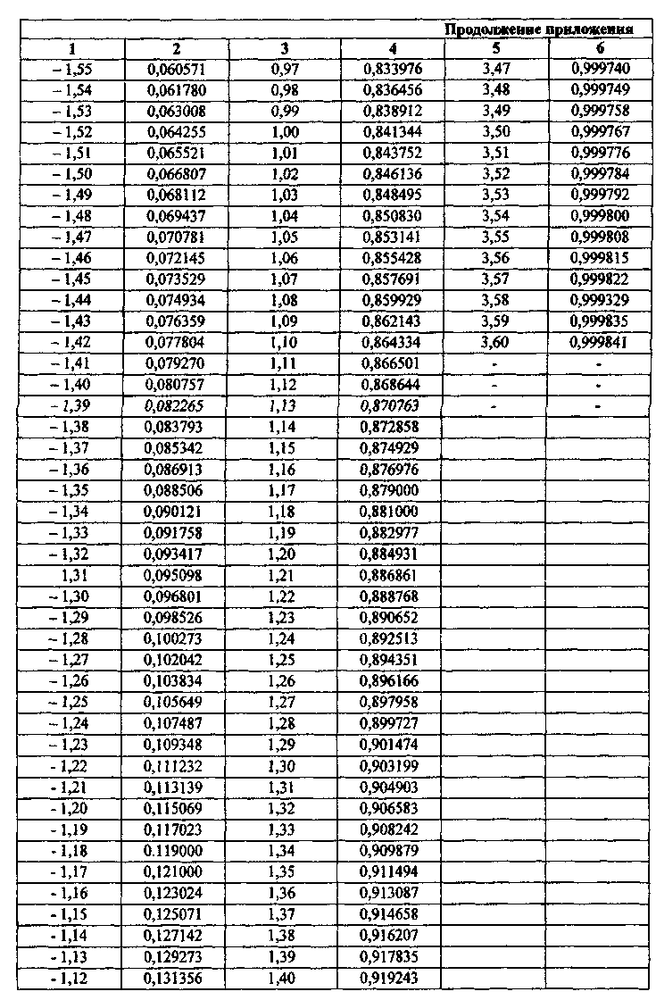 Продолжение приложения
1 2 3 4 5 6
– 1,55 0,060571 0,97 0,833976 3,47 0,999740
– 1,54 0,061780 0,98 0,836456 3,48 0,999749
– 1,53 0,063008 0,99 0,838912 3,49 0,999758
– 1,52 0,064255 1,00 0,841344 3,50 0,999767
– 1,51 0,065521 1,01 0,843752 3,51 0,999776
– 1,50 0,066807 1,02 0,846136 3,52 0,999784
– 1,49 0,068112 1,03 0,848495 3,53 0,999792
– 1,48 0,069437 1,04 0,850830 3,54 0,999800
– 1,47 0,070781 1,05 0,853141 3,55 0,999808
– 1,46 0,072145 1,06 0,855428 3,56 0,999815
– 1,45 0,073529 1,07 0,857691 3,57 0,999822
– 1,44 0,074934 1,08 0,859929 3,58 0,999329
– 1,43 0,076359 1,09 0,862143 3,59 0,999835
– 1,42 0,077804 1,10 0,864334 3,60 0,999841
– 1,41 0,079270 1,11 0,866501 - -
– 1,40 0,080757 1,12 0,868644 - -
– 1,39 0,082265 1,13 0,870763 - -
– 1,38 0,083793 1,14 0,872858
– 1,37 0,085342 1,15 0,874929
– 1,36 0,086913 1,16 0,876976
– 1,35 0,088506 1,17 0,879000
– 1,34 0,090121 1,18 0,881000
– 1,33 0,091758 1,19 0,882977
– 1,32 0,093417 1,20 0,884931
1,31 0,095098 1,21 0,886861
– 1,30 0,096801 1,22 0,888768
– 1,29 0,098526 1,23 0,890652
– 1,28 0,100273 1,24 0,892513
– 1,27 0,102042 1,25 0,894351
– 1,26 0,103834 1,26 0,896166
– 1,25 0,105649 1,27 0,897958
– 1,24 0,107487 1,28 0,899727
– 1,23 0,109348 1,29 0,901474
- 1,22 0,111232 1,30 0,903199
- 1,21 0,113139 1,31 0,904903
- 1,20 0,115069 1,32 0,906583
- 1,19 0,117023 1,33 0,908242
- 1,18 0.119000 1,34 0,909879
- 1,17 0,121000 1,35 0,911494
- 1,16 0,123024 1,36 0,913087
- 1,15 0,125071 1,37 0,914658
- 1,14 0,127142 1,38 0,916207
- 1,13 0,129273 1,39 0,917835
- 1,12 0,131356 1,40 0,919243